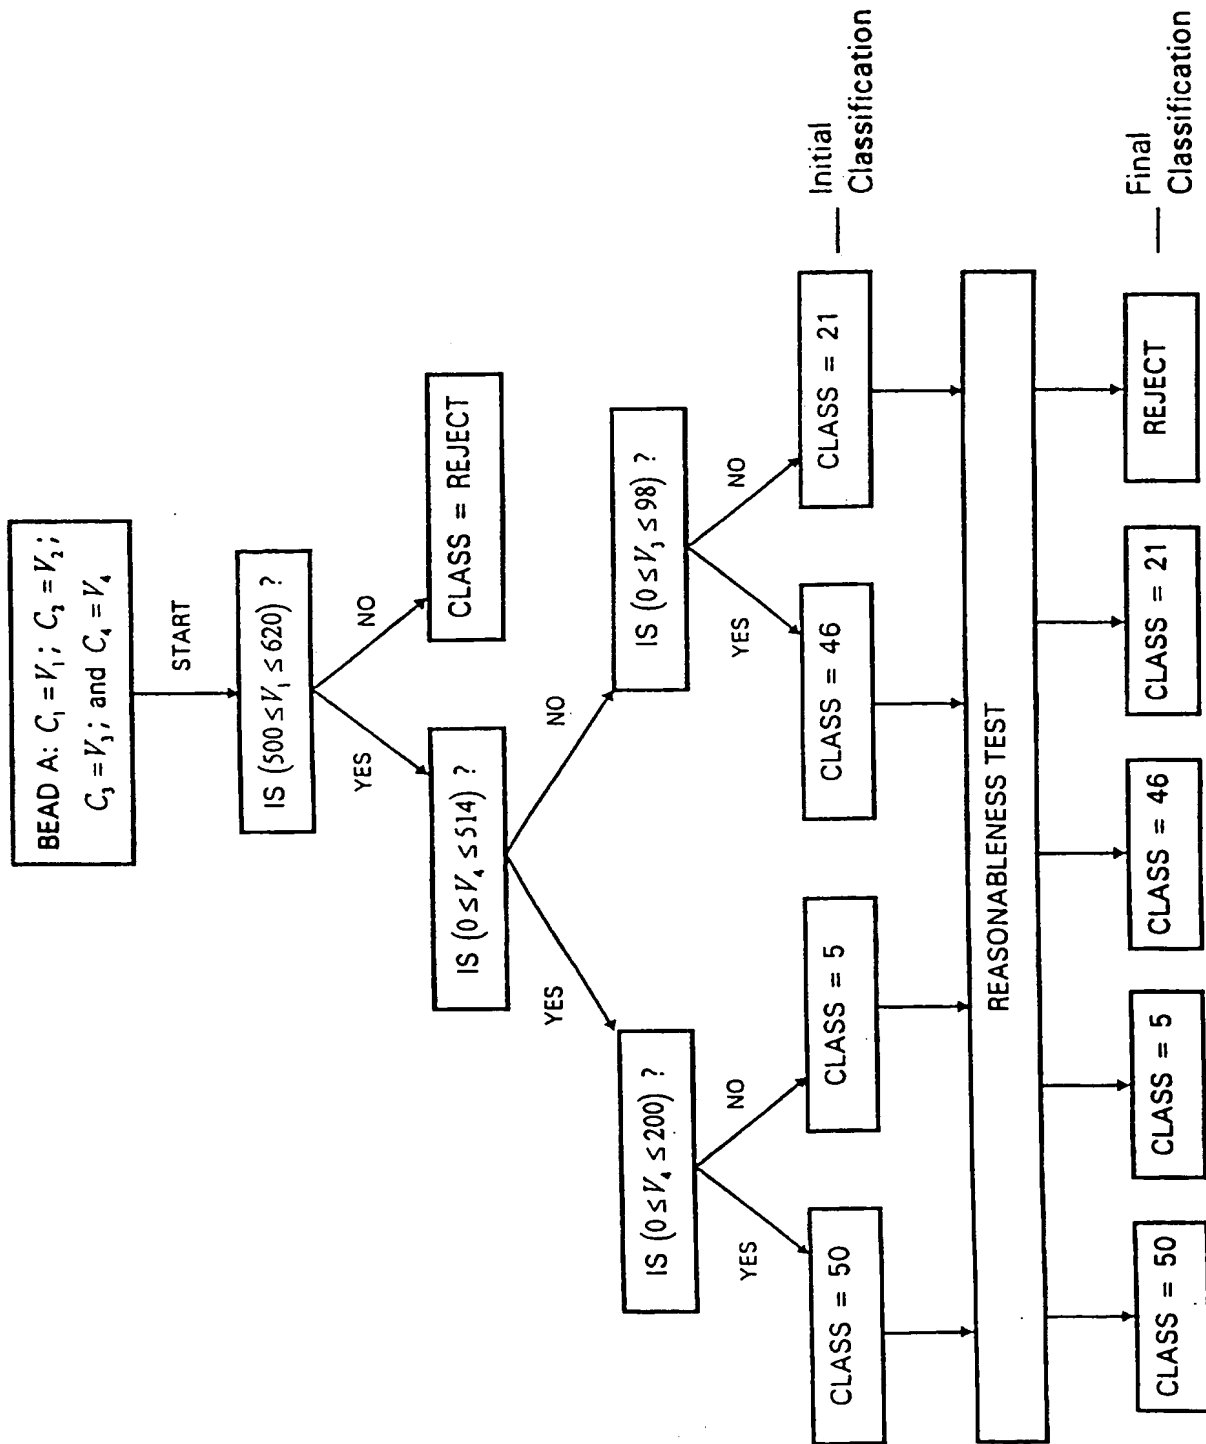 BEAD A: C₁ = V₁; C₂ = V₂;
C₃ = V₃; and C₄ = V₄
START
IS (500 ≤ V₁ ≤ 620) ?
YES
NO
IS (0 ≤ V₄ ≤ 514) ?
CLASS = REJECT
YES
NO
IS (0 ≤ V₄ ≤ 200) ?
IS (0 ≤ V₃ ≤ 98) ?
YES
NO
YES
NO
CLASS = 50
CLASS = 5
CLASS = 46
CLASS = 21
Initial
Classification
REASONABLENESS TEST
CLASS = 50
CLASS = 5
CLASS = 46
CLASS = 21
REJECT
Final
Classification